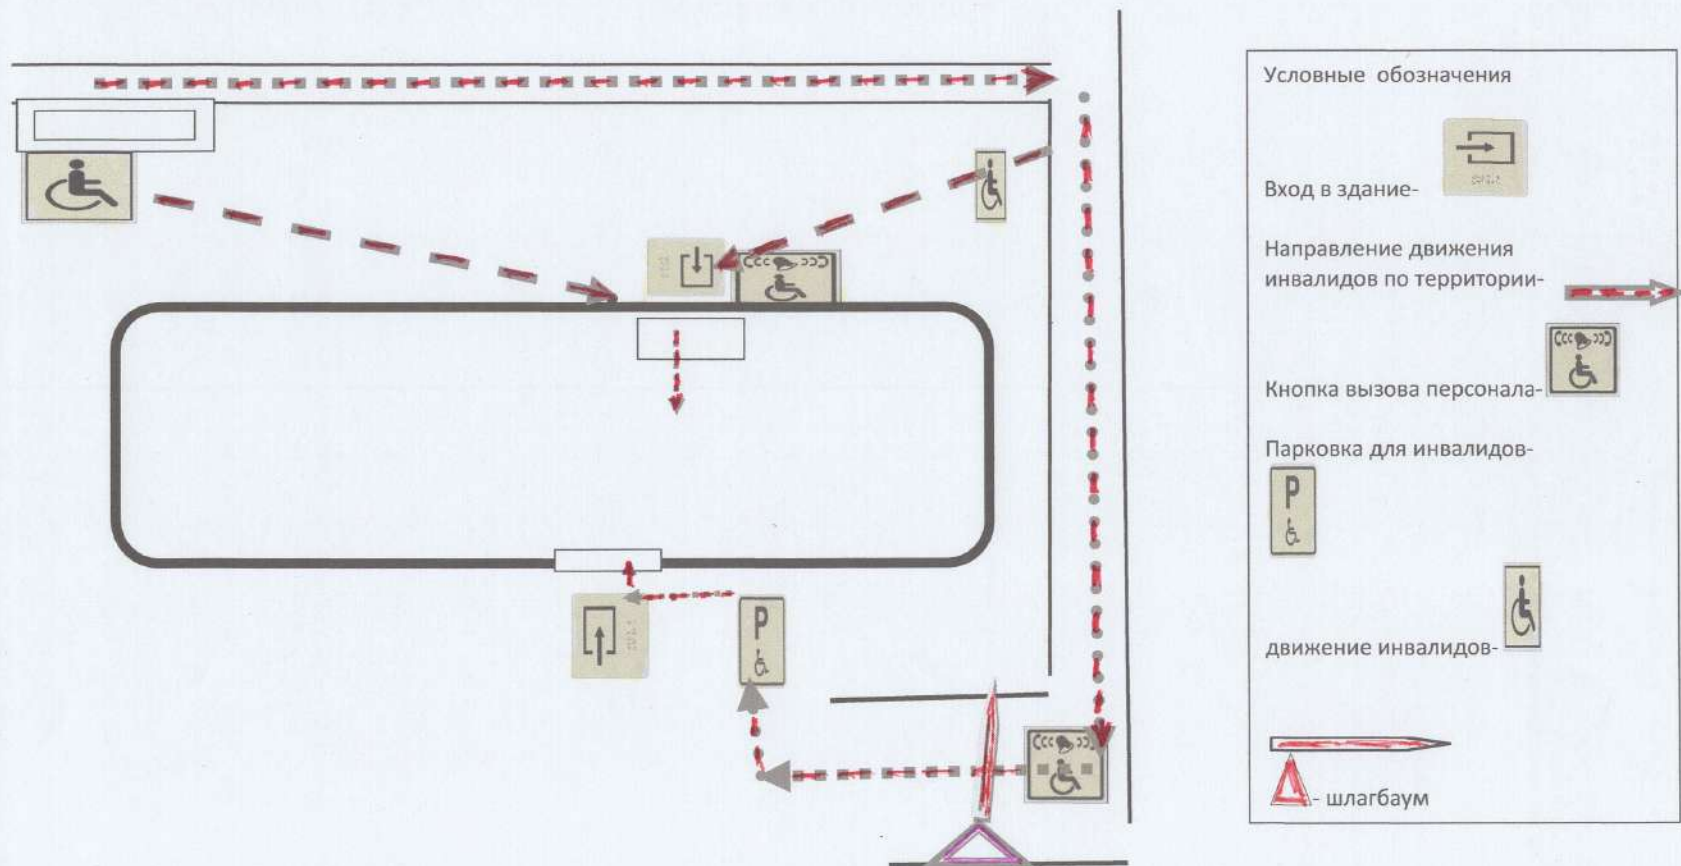 Условные обозначения
Вход в здание-
Направление движения
инвалидов по территории-
Кнопка вызова персонала-
Парковка для инвалидов-
P
движение инвалидов-
- шлагбаум
P